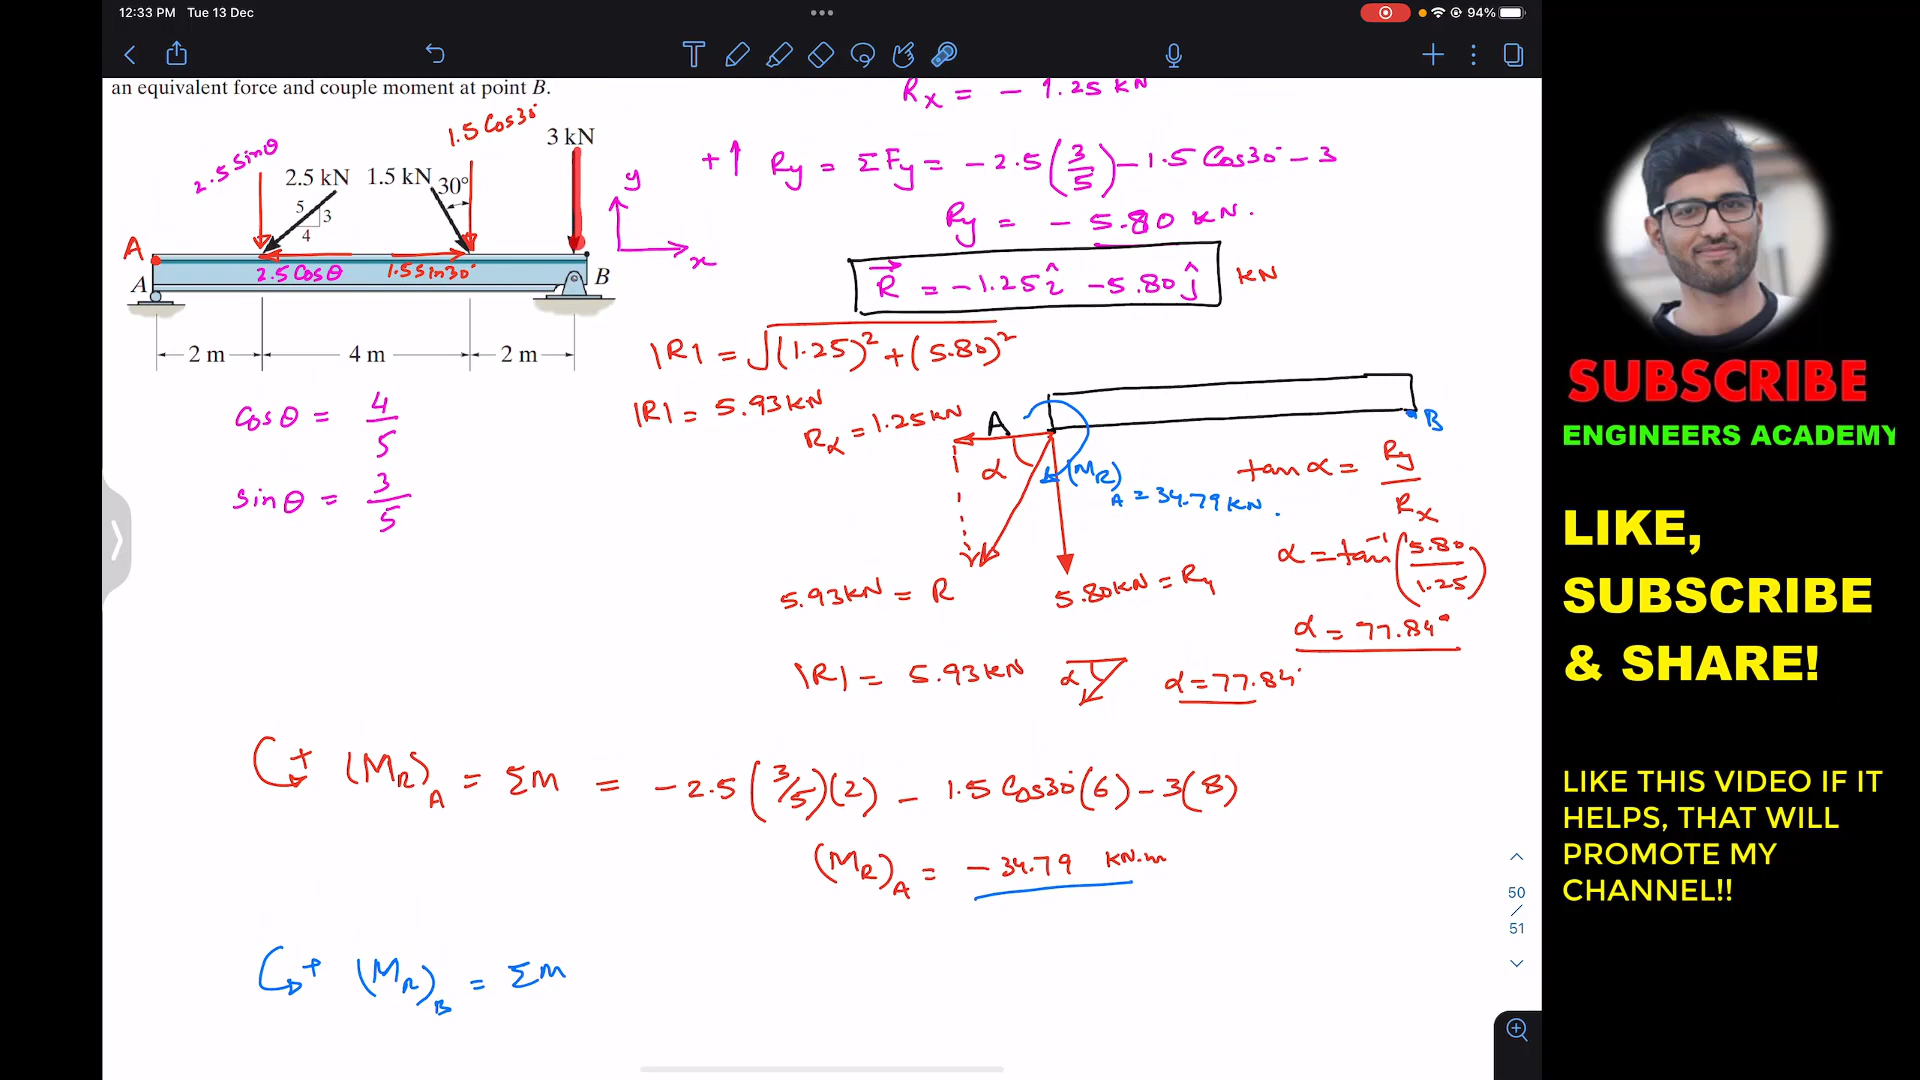 12:33 PM Tue 13 Dec
94%
an equivalent force and couple moment at point B.
Rx = - 1.25 KN
2.5 Sinθ
1.5 Cos30°
3 kN
2.5 kN
1.5 kN
30°
5
3
4
A
2.5 Cosθ
1.5 Sin30°
A
B
y
x
2 m
4 m
2 m
+↑ Ry = ΣFy = -2.5(3/5) - 1.5 Cos30° - 3
Ry = - 5.80 KN.
R = -1.25 î - 5.80 ĵ KN
|R| = √(1.25)² + (5.80)²
|R| = 5.93 KN
Rx = 1.25 KN
A
B
α
(MR)A = 34.79 KN.
tan α = Ry/Rx
α = tan⁻¹(5.80/1.25)
α = 77.84°
5.93 KN = R
5.80 KN = Ry
|R| = 5.93 KN
α
α = 77.84°
cosθ = 4/5
sinθ = 3/5
+ (MR)A = ΣM = -2.5(3/5)(2) - 1.5 Cos30°(6) - 3(8)
(MR)A = - 34.79 KN.m
+ (MR)B = ΣM
50
/
51
SUBSCRIBE
ENGINEERS ACADEMY
LIKE,
SUBSCRIBE
& SHARE!
LIKE THIS VIDEO IF IT
HELPS, THAT WILL
PROMOTE MY
CHANNEL!!